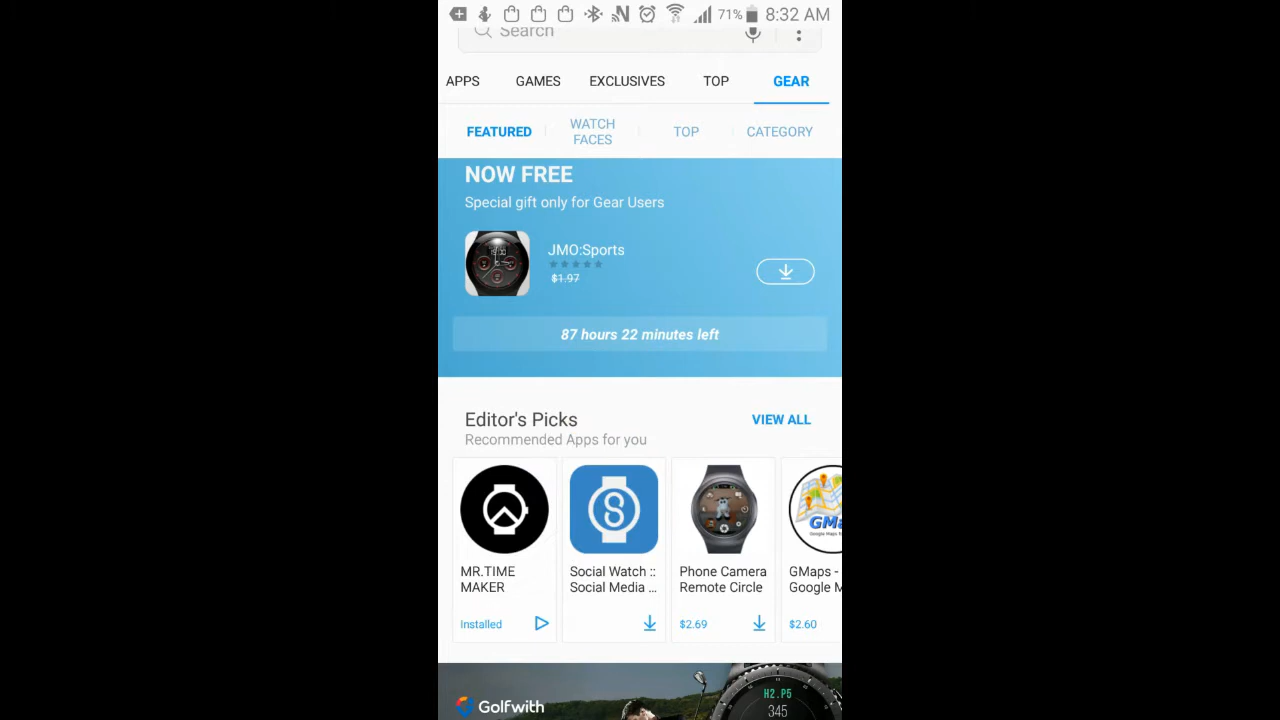 71% 8:32 AM
Search
APPS GAMES EXCLUSIVES TOP GEAR
FEATURED WATCH FACES TOP CATEGORY
NOW FREE
Special gift only for Gear Users
JMO:Sports
$1.97
87 hours 22 minutes left
Editor's Picks VIEW ALL
Recommended Apps for you
MR.TIME MAKER
Installed
Social Watch :: Social Media ...
Phone Camera Remote Circle
$2.69
GMaps - Google M
$2.60
Golfwith
H2.P5
345